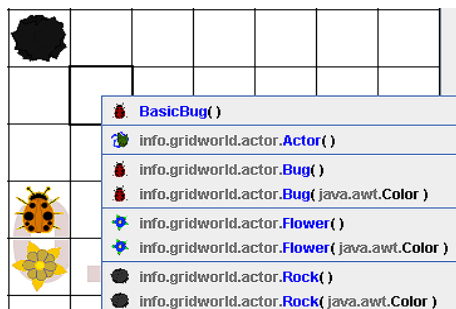 BasicBug()
info.gridworld.actor.Actor()
info.gridworld.actor.Bug()
info.gridworld.actor.Bug( java.awt.Color )
info.gridworld.actor.Flower()
info.gridworld.actor.Flower( java.awt.Color )
info.gridworld.actor.Rock()
info.gridworld.actor.Rock( java.awt.Color )